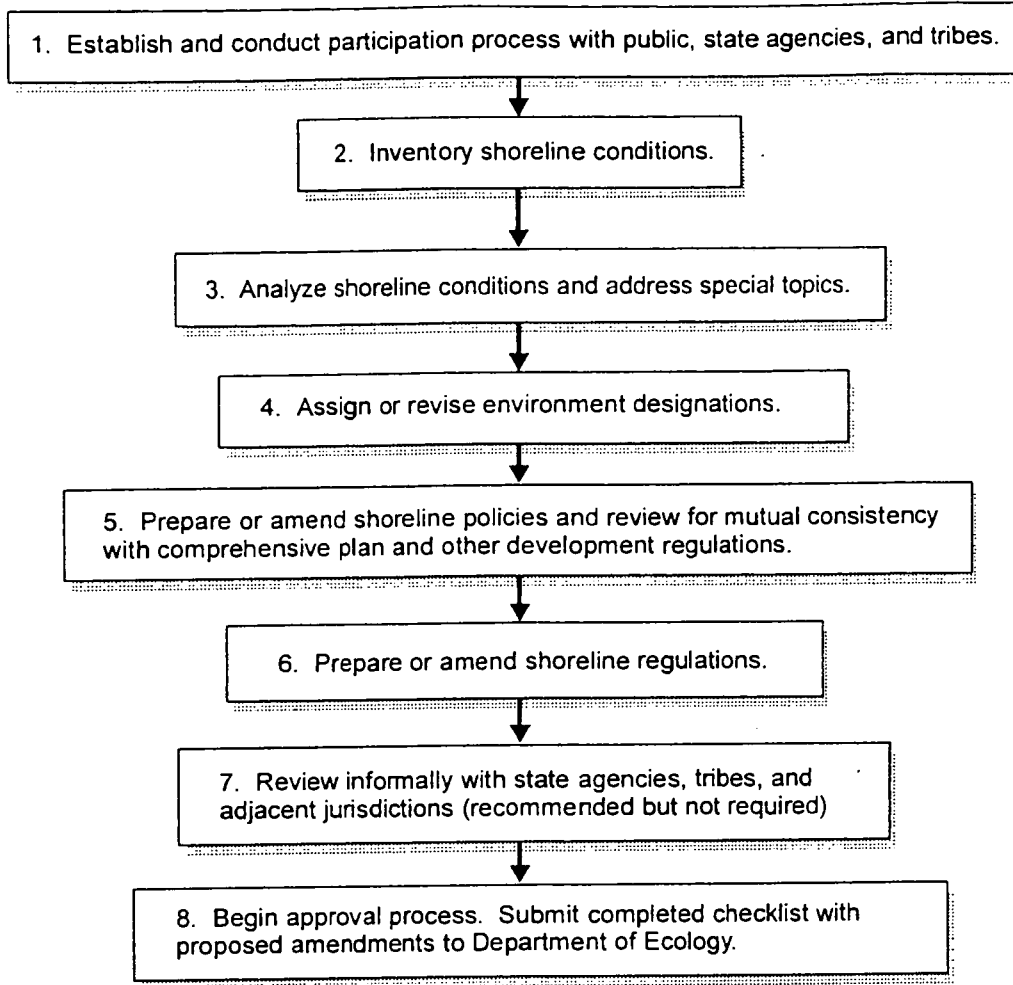 1. Establish and conduct participation process with public, state agencies, and tribes.
2. Inventory shoreline conditions.
3. Analyze shoreline conditions and address special topics.
4. Assign or revise environment designations.
5. Prepare or amend shoreline policies and review for mutual consistency
with comprehensive plan and other development regulations.
6. Prepare or amend shoreline regulations.
7. Review informally with state agencies, tribes, and
adjacent jurisdictions (recommended but not required)
8. Begin approval process. Submit completed checklist with
proposed amendments to Department of Ecology.